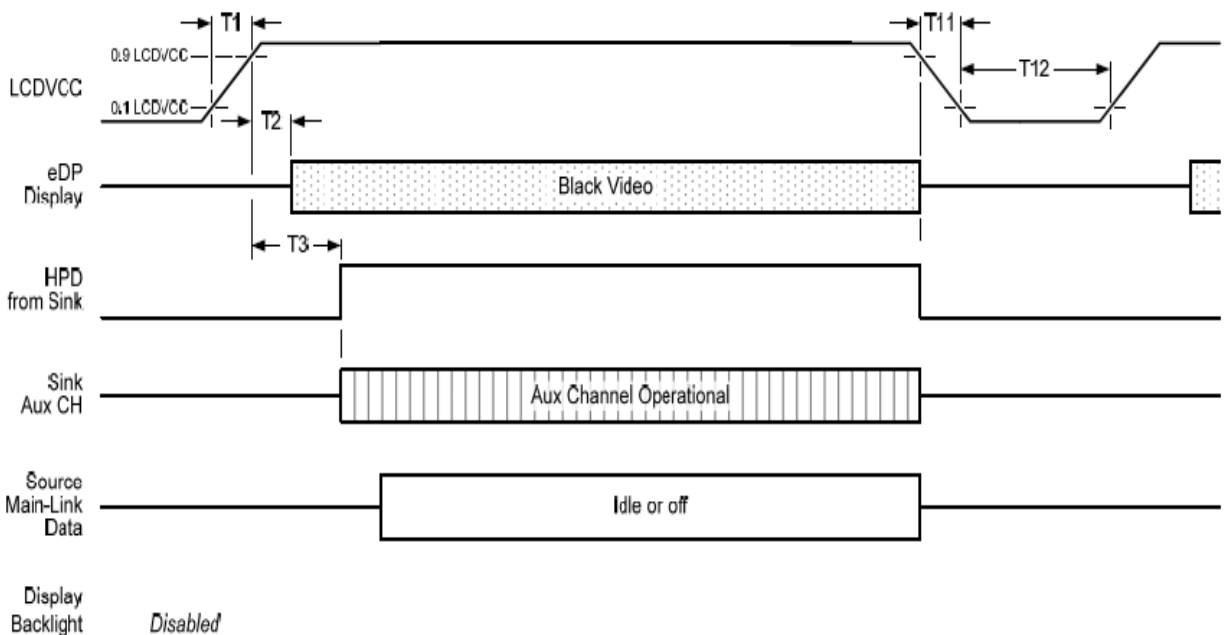 T1
T11
0.9 LCDVCC
T12
LCDVCC
0.1 LCDVCC
T2
eDP
Display
Black Video
T3
HPD
from Sink
Sink
Aux CH
Aux Channel Operational
Source
Main-Link
Data
Idle or off
Display
Backlight
Disabled